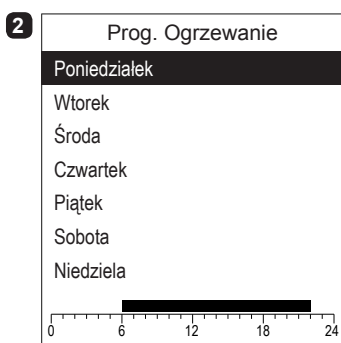 2
Prog. Ogrzewanie
Poniedziałek
Wtorek
Środa
Czwartek
Piątek
Sobota
Niedziela
0 6 12 18 24